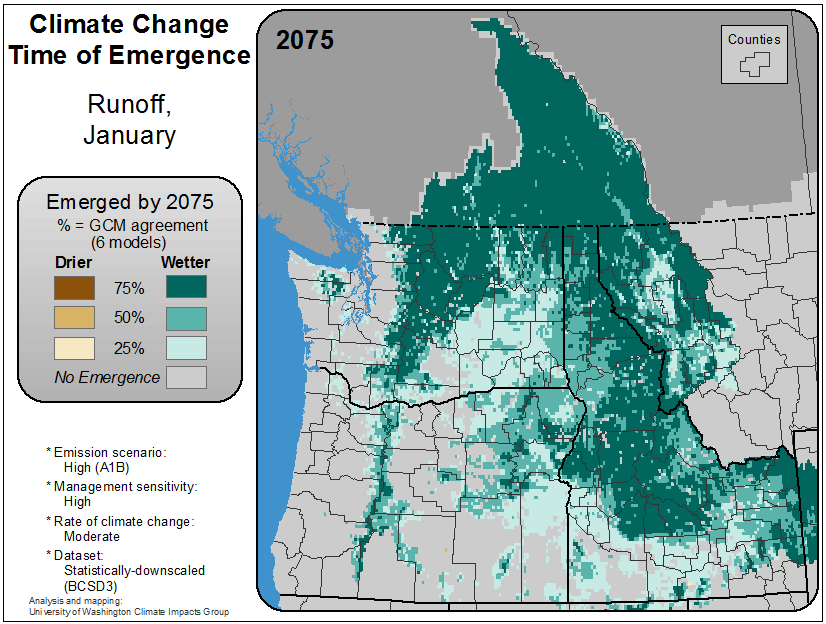 Climate Change
Time of Emergence
Runoff,
January
2075
Counties
Emerged by 2075
% = GCM agreement
(6 models)
Drier Wetter
75%
50%
25%
No Emergence
* Emission scenario:
High (A1B)
* Management sensitivity:
High
* Rate of climate change:
Moderate
* Dataset:
Statistically-downscaled
(BCSD3)
Analysis and mapping:
University of Washington Climate Impacts Group